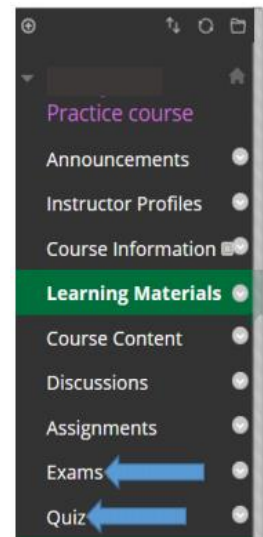 Practice course
Announcements
Instructor Profiles
Course Information
Learning Materials
Course Content
Discussions
Assignments
Exams
Quiz